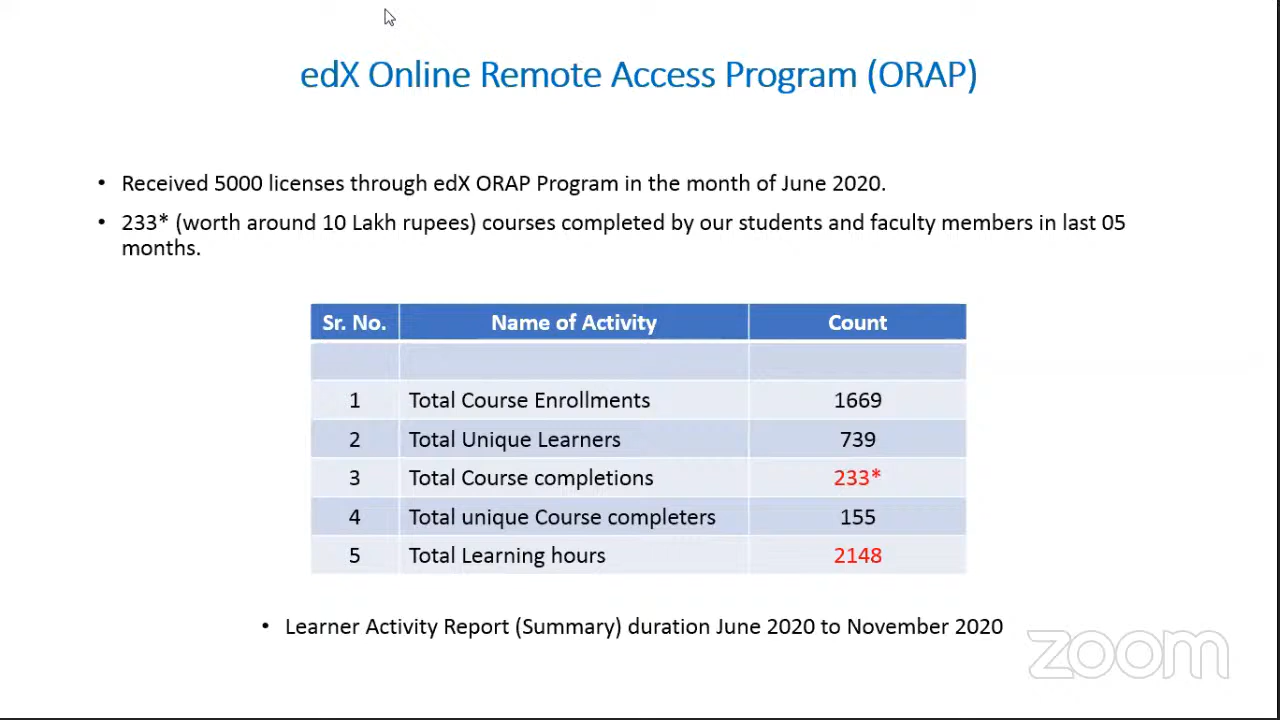 edX Online Remote Access Program (ORAP)
• Received 5000 licenses through edX ORAP Program in the month of June 2020.
• 233* (worth around 10 Lakh rupees) courses completed by our students and faculty members in last 05
months.
Sr. No. Name of Activity Count
1 Total Course Enrollments 1669
2 Total Unique Learners 739
3 Total Course completions 233*
4 Total unique Course completers 155
5 Total Learning hours 2148
• Learner Activity Report (Summary) duration June 2020 to November 2020
zoom